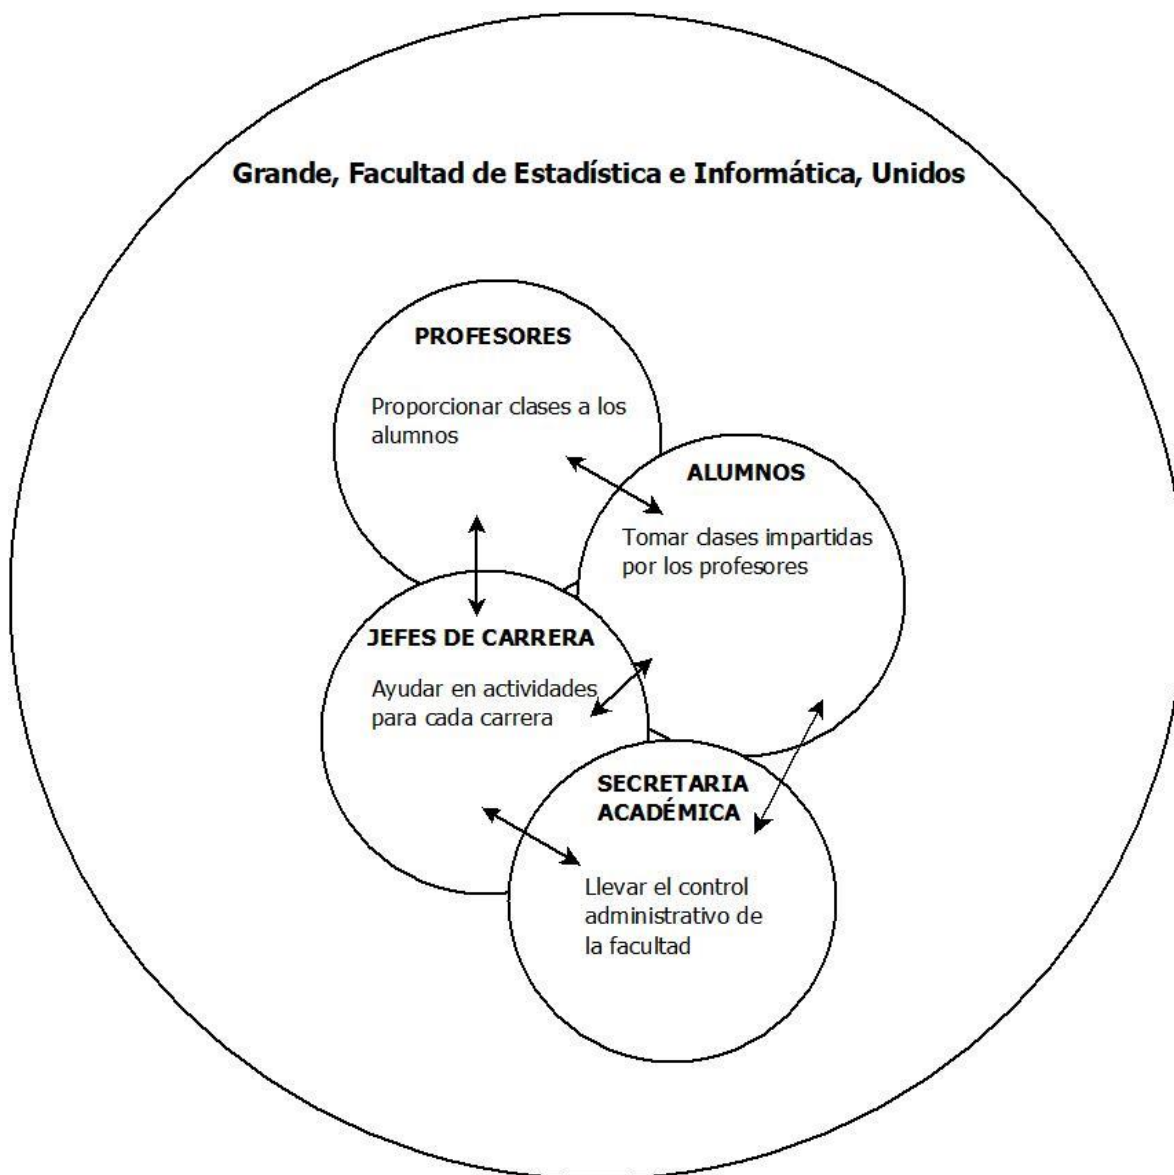 Grande, Facultad de Estadística e Informática, Unidos
PROFESORES
Proporcionar clases a los
alumnos
ALUMNOS
Tomar clases impartidas
por los profesores
JEFES DE CARRERA
Ayudar en actividades
para cada carrera
SECRETARIA
ACADÉMICA
Llevar el control
administrativo de
la facultad